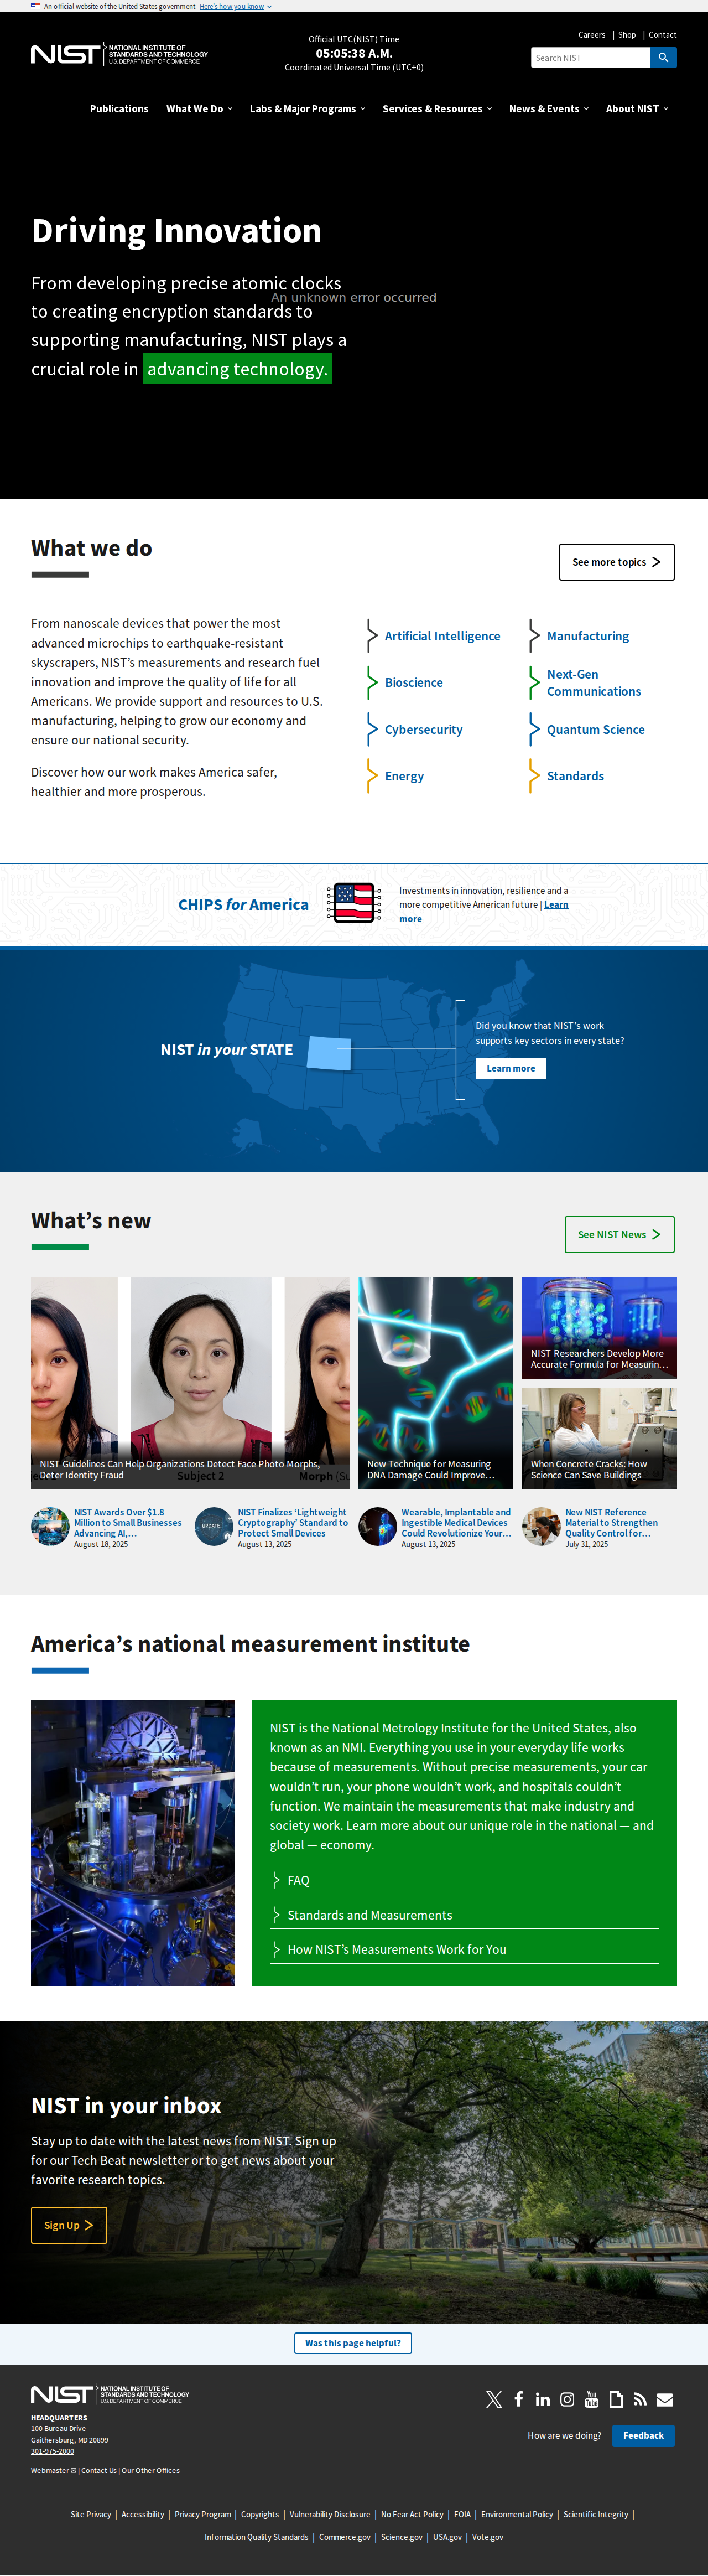 An official website of the United States government Here's how you know
NIST NATIONAL INSTITUTE OF
STANDARDS AND TECHNOLOGY
U.S. DEPARTMENT OF COMMERCE
Official UTC(NIST) Time
05:05:38 A.M.
Coordinated Universal Time (UTC+0)
Careers | Shop | Contact
Search NIST
Publications What We Do Labs & Major Programs Services & Resources News & Events About NIST
Driving Innovation
From developing precise atomic clocks
to creating encryption standards to
supporting manufacturing, NIST plays a
crucial role in advancing technology.
An unknown error occurred
What we do
See more topics
From nanoscale devices that power the most
advanced microchips to earthquake-resistant
skyscrapers, NIST's measurements and research fuel
innovation and improve the quality of life for all
Americans. We provide support and resources to U.S.
manufacturing, helping to grow our economy and
ensure our national security.
Discover how our work makes America safer,
healthier and more prosperous.
Artificial Intelligence
Manufacturing
Bioscience
Next-Gen
Communications
Cybersecurity
Quantum Science
Energy
Standards
CHIPS for America
Investments in innovation, resilience and a
more competitive American future | Learn
more
NIST in your STATE
Did you know that NIST's work
supports key sectors in every state?
Learn more
What's new
See NIST News
Subject 2
Morph (Su
NIST Guidelines Can Help Organizations Detect Face Photo Morphs,
Deter Identity Fraud
New Technique for Measuring
DNA Damage Could Improve…
NIST Researchers Develop More
Accurate Formula for Measurin…
When Concrete Cracks: How
Science Can Save Buildings
NIST Awards Over $1.8
Million to Small Businesses
Advancing AI,…
August 18, 2025
UPDATE
NIST Finalizes 'Lightweight
Cryptography' Standard to
Protect Small Devices
August 13, 2025
Wearable, Implantable and
Ingestible Medical Devices
Could Revolutionize Your…
August 13, 2025
New NIST Reference
Material to Strengthen
Quality Control for…
July 31, 2025
America's national measurement institute
NIST is the National Metrology Institute for the United States, also
known as an NMI. Everything you use in your everyday life works
because of measurements. Without precise measurements, your car
wouldn't run, your phone wouldn't work, and hospitals couldn't
function. We maintain the measurements that make industry and
society work. Learn more about our unique role in the national — and
global — economy.
FAQ
Standards and Measurements
How NIST's Measurements Work for You
NIST in your inbox
Stay up to date with the latest news from NIST. Sign up
for our Tech Beat newsletter or to get news about your
favorite research topics.
Sign Up
Was this page helpful?
NIST NATIONAL INSTITUTE OF
STANDARDS AND TECHNOLOGY
U.S. DEPARTMENT OF COMMERCE
HEADQUARTERS
100 Bureau Drive
Gaithersburg, MD 20899
301-975-2000
Webmaster | Contact Us | Our Other Offices
You
Tube
How are we doing? Feedback
Site Privacy | Accessibility | Privacy Program | Copyrights | Vulnerability Disclosure | No Fear Act Policy | FOIA | Environmental Policy | Scientific Integrity |
Information Quality Standards | Commerce.gov | Science.gov | USA.gov | Vote.gov